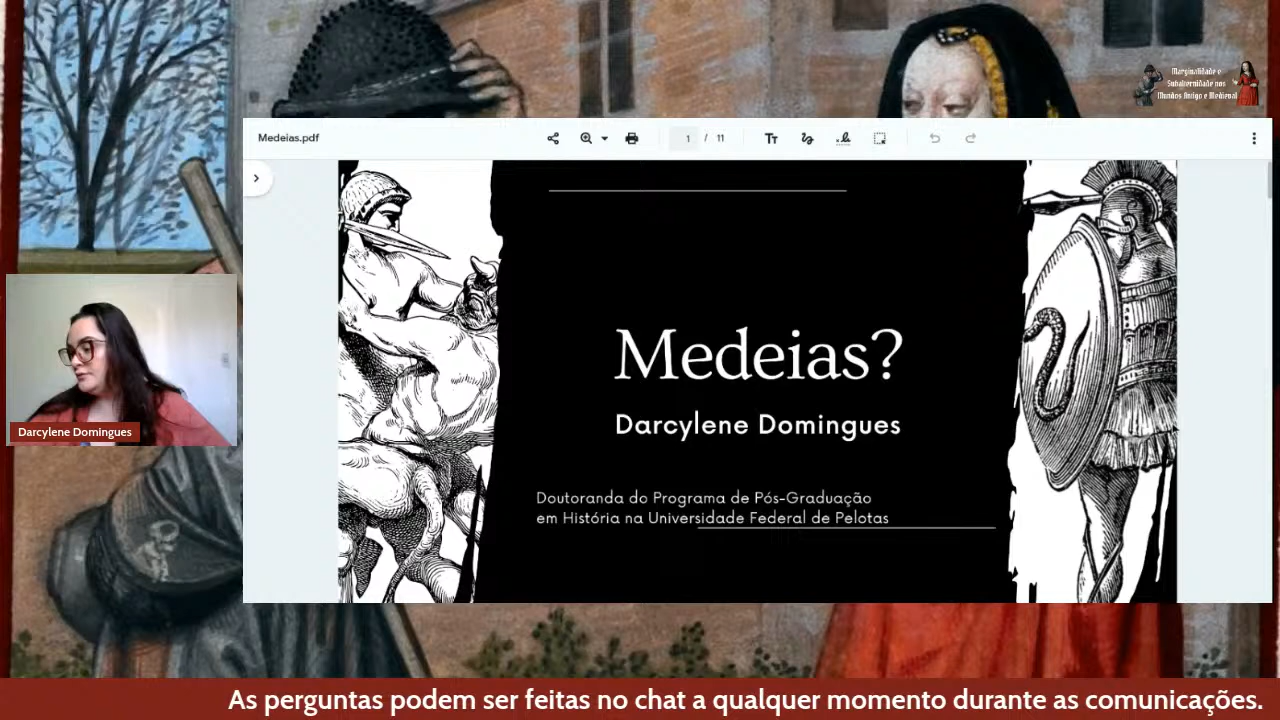 Marginalidade e
Subalternidade nos
Mundos Antigo e Medieval
Medeias.pdf
1 / 11
Medeias?
Darcylene Domingues
Doutoranda do Programa de Pós-Graduação
em História na Universidade Federal de Pelotas
Darcylene Domingues
As perguntas podem ser feitas no chat a qualquer momento durante as comunicações.